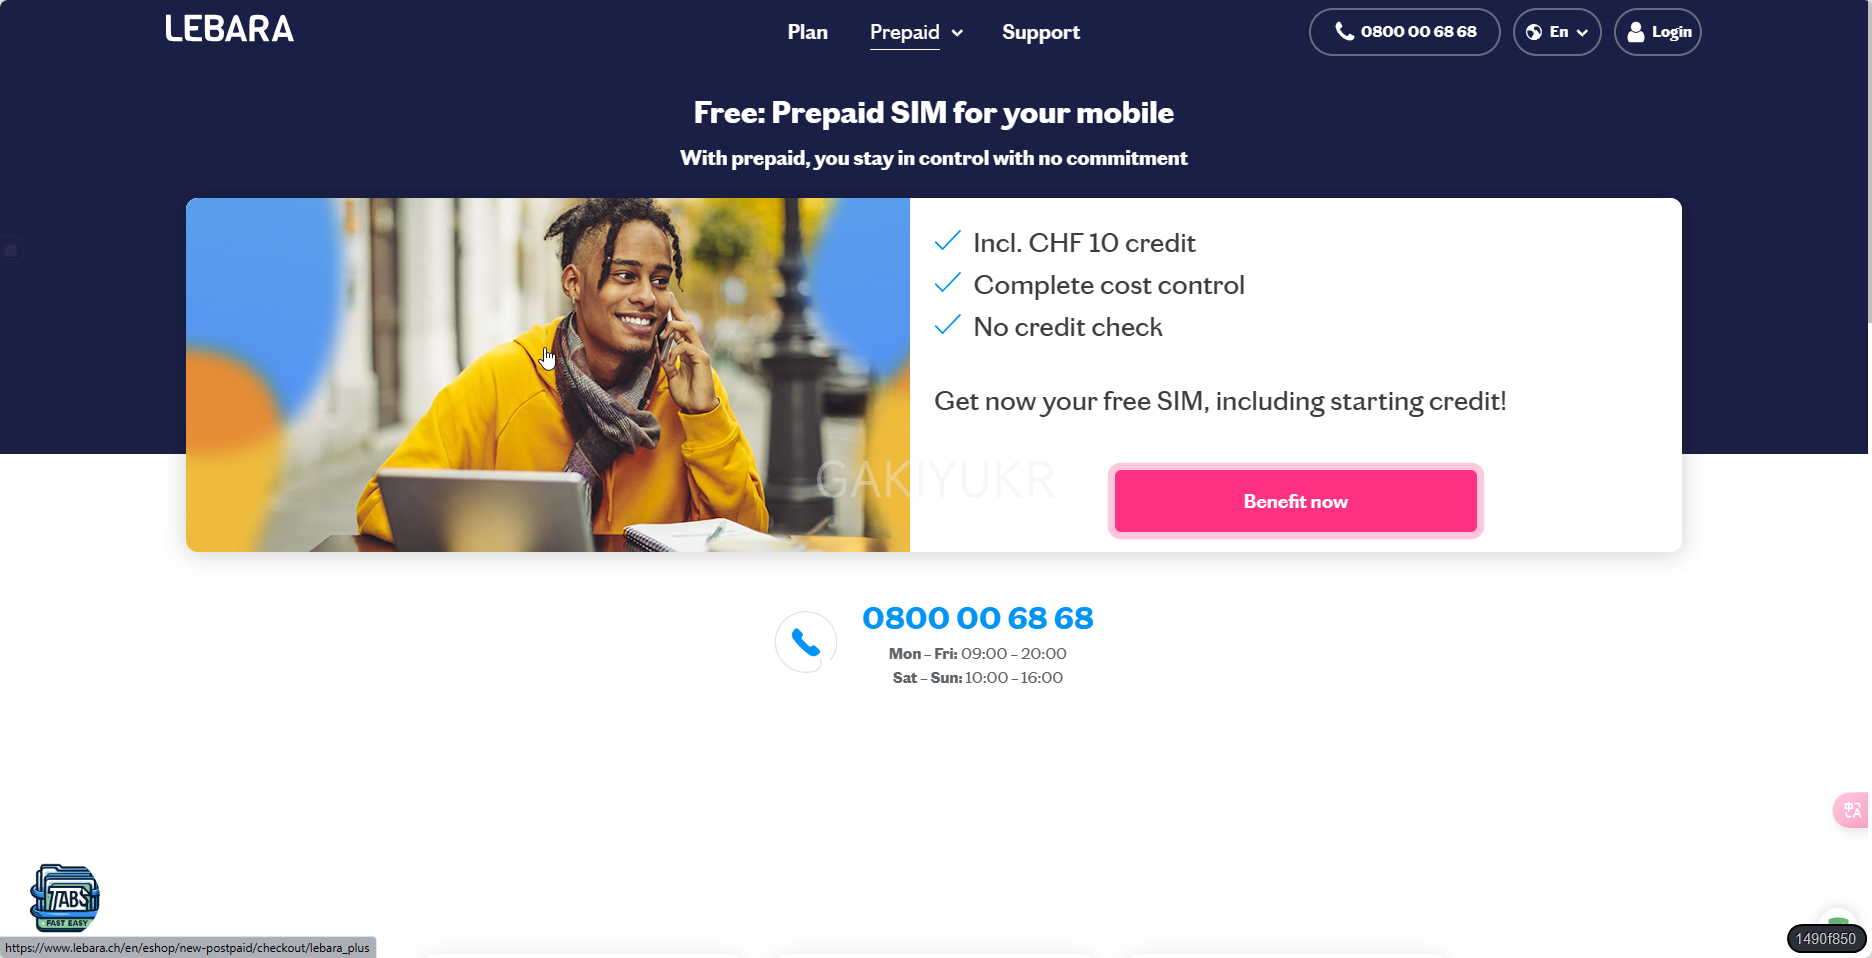 LEBARA
Plan
Prepaid
Support
0800 00 68 68
En
Login
Free: Prepaid SIM for your mobile
With prepaid, you stay in control with no commitment
Incl. CHF 10 credit
Complete cost control
No credit check
Get now your free SIM, including starting credit!
GAKIYUKR
Benefit now
0800 00 68 68
Mon – Fri: 09:00 – 20:00
Sat – Sun: 10:00 – 16:00
中A
TABS
FAST EASY
https://www.lebara.ch/en/eshop/new-postpaid/checkout/lebara_plus
1490f850